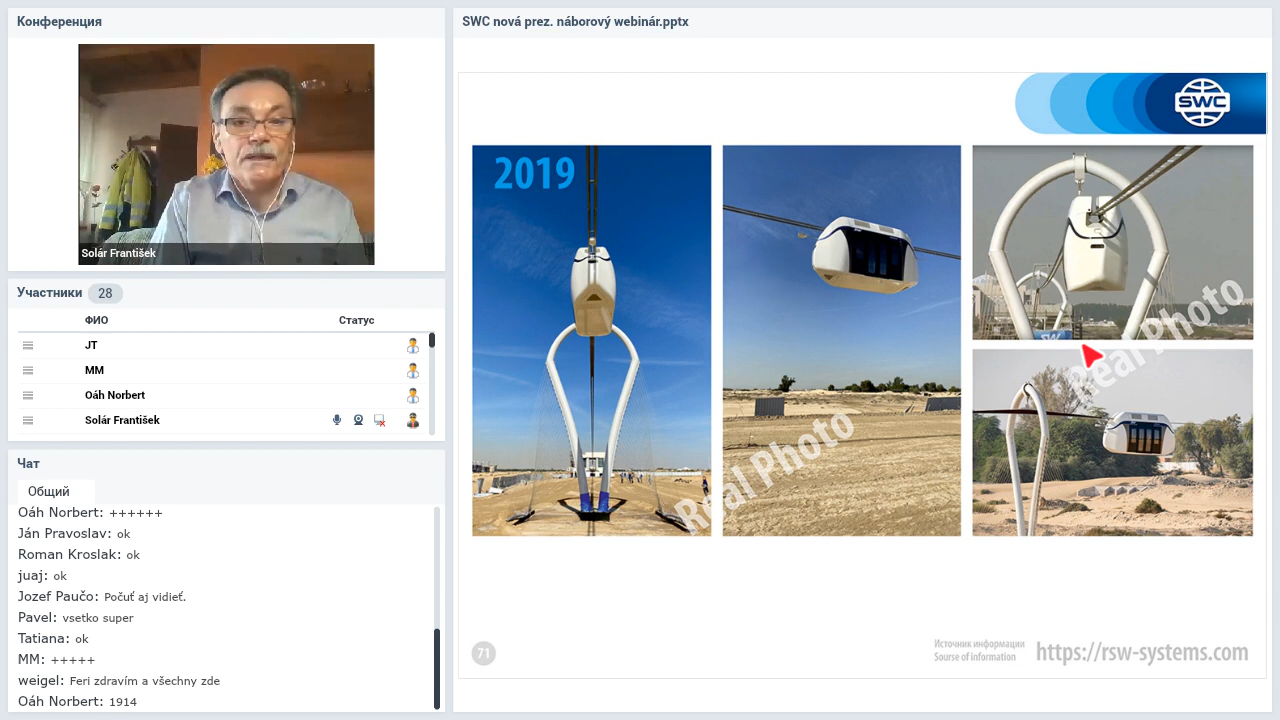 Конференция
Solár František
Участники 28
ФИО Статус
JT
MM
Oáh Norbert
Solár František
Чат
Общий
Oáh Norbert: ++++++
Ján Pravoslav: ok
Roman Kroslak: ok
juaj: ok
Jozef Paučo: Počuť aj vidieť.
Pavel: vsetko super
Tatiana: ok
MM: +++++
weigel: Feri zdravím a všechny zde
Oáh Norbert: 1914
SWC nová prez. náborový webinár.pptx
SWC
2019
Real Photo
Real Photo
71
Источник информации
Sourse of information
https://rsw-systems.com